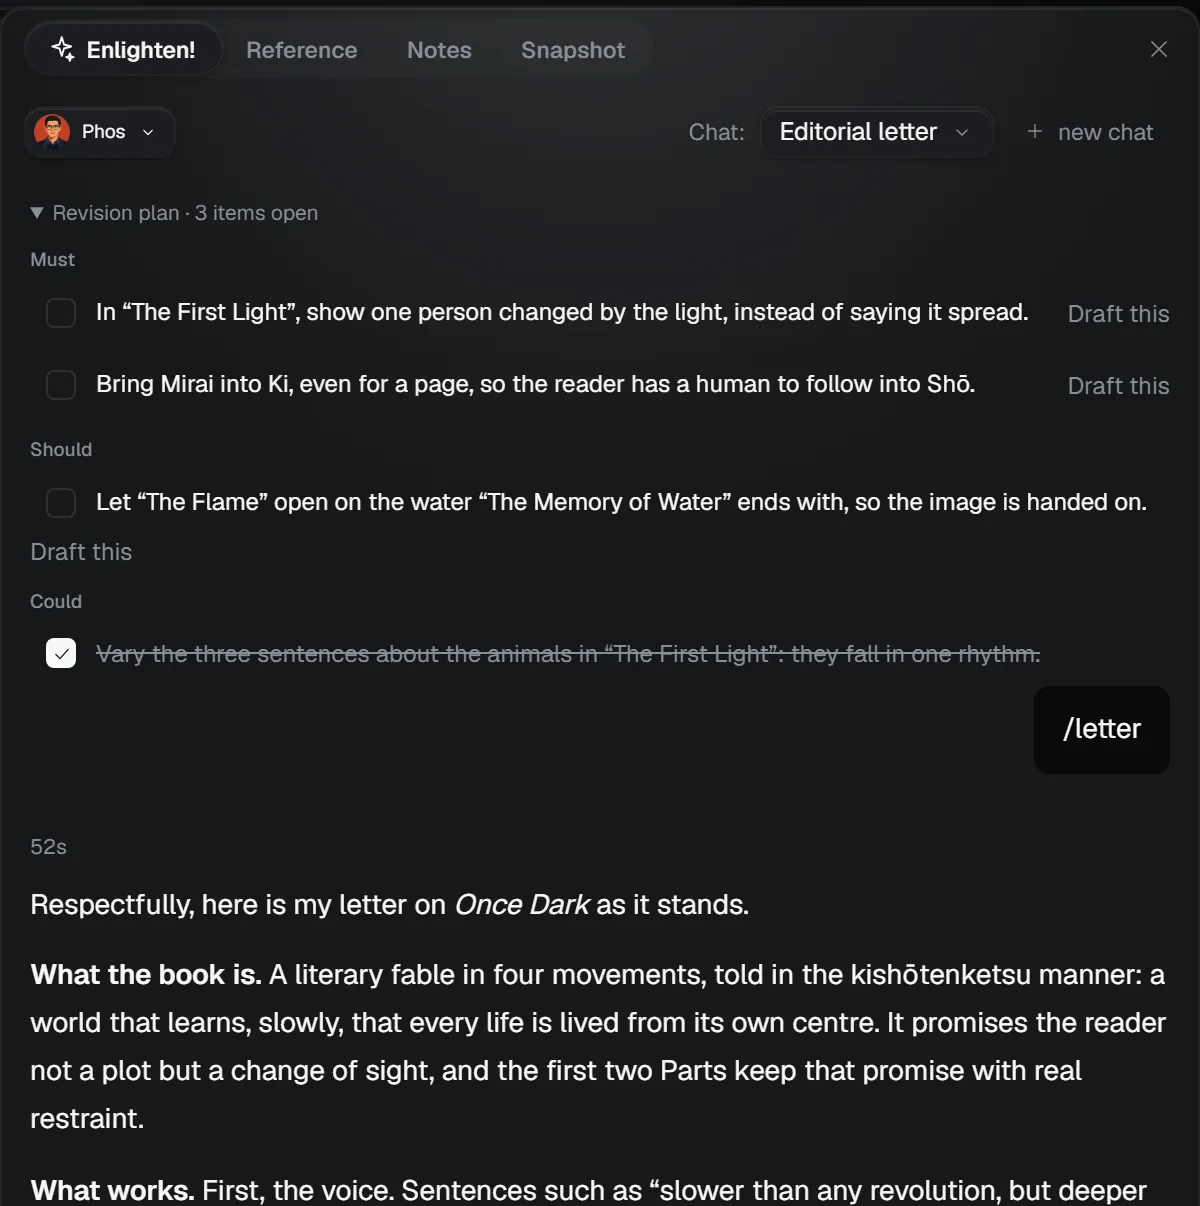 Enlighten! Reference Notes Snapshot
Phos Chat: Editorial letter + new chat
▼ Revision plan · 3 items open
Must
In “The First Light”, show one person changed by the light, instead of saying it spread. Draft this
Bring Mirai into Ki, even for a page, so the reader has a human to follow into Shō. Draft this
Should
Let “The Flame” open on the water “The Memory of Water” ends with, so the image is handed on.
Draft this
Could
Vary the three sentences about the animals in “The First Light”: they fall in one rhythm.
/letter
52s
Respectfully, here is my letter on Once Dark as it stands.
What the book is. A literary fable in four movements, told in the kishōtenketsu manner: a
world that learns, slowly, that every life is lived from its own centre. It promises the reader
not a plot but a change of sight, and the first two Parts keep that promise with real
restraint.
What works. First, the voice. Sentences such as “slower than any revolution, but deeper